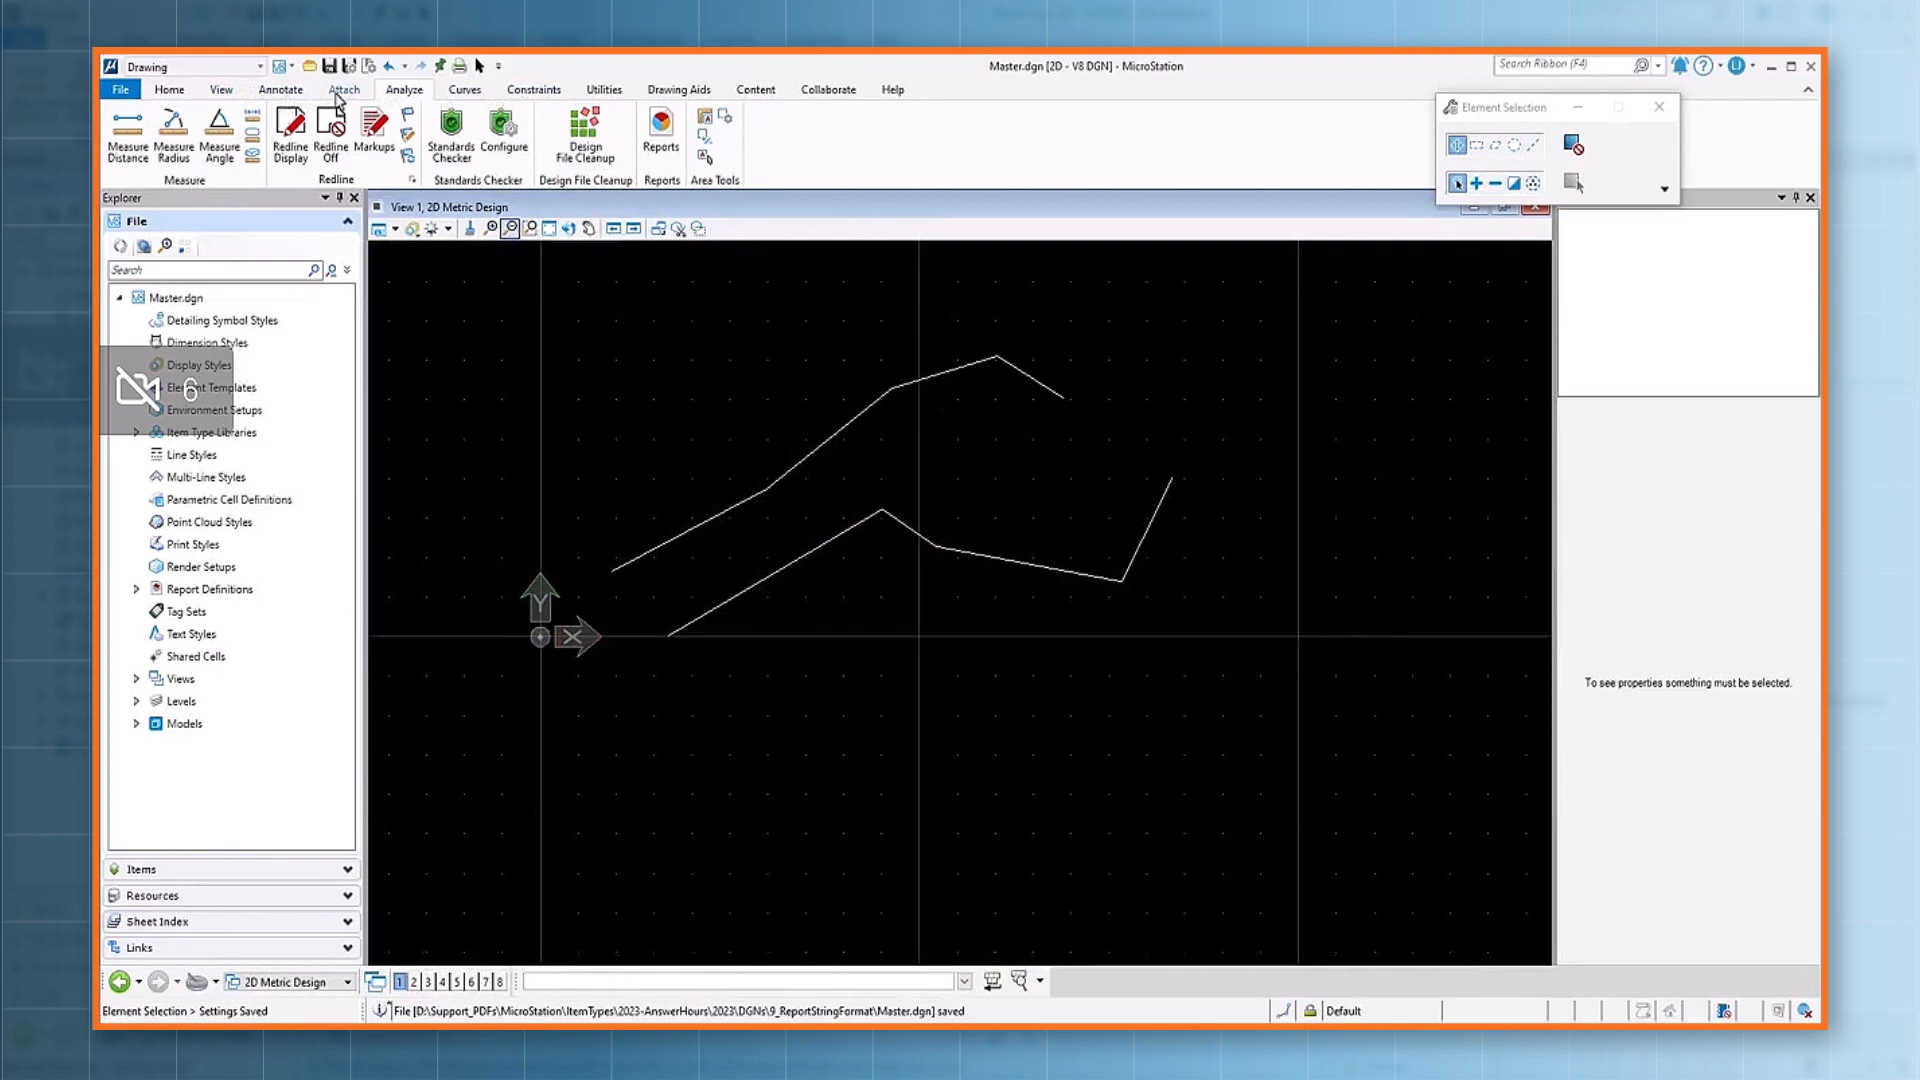 Drawing
Master.dgn [2D - V8 DGN] - MicroStation
Search Ribbon (F4)
File Home View Annotate Attach Analyze Curves Constraints Utilities Drawing Aids Content Collaborate Help
Element Selection
Measure Distance
Measure Radius
Measure Angle
Redline Display
Redline Off
Markups
Standards Checker
Configure
Design File Cleanup
Reports
Measure
Redline
Standards Checker
Design File Cleanup
Reports
Area Tools
Explorer
File
View 1, 2D Metric Design
Search
Master.dgn
Detailing Symbol Styles
Dimension Styles
Display Styles
Element Templates
6
Environment Setups
Item Type Libraries
Line Styles
Multi-Line Styles
Parametric Cell Definitions
Point Cloud Styles
Print Styles
Render Setups
Report Definitions
Tag Sets
Text Styles
Shared Cells
Views
Levels
Models
Y
X
To see properties something must be selected.
Items
Resources
Sheet Index
Links
2D Metric Design
1 2 3 4 5 6 7 8
Element Selection > Settings Saved
File [D:\Support_PDFs\MicroStation\ItemTypes\2023-AnswerHours\2023\DGNs\9_ReportStringFormat\Master.dgn] saved
Default